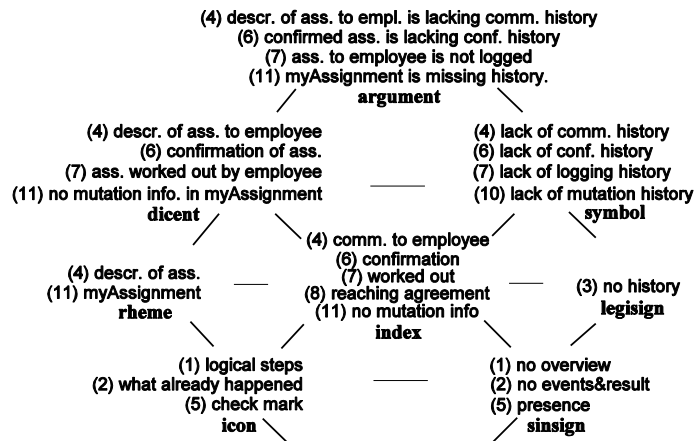 (4) descr. of ass. to empl. is lacking comm. history
(6) confirmed ass. is lacking conf. history
(7) ass. to employee is not logged
(11) myAssignment is missing history.
argument
(4) descr. of ass. to employee
(6) confirmation of ass.
(7) ass. worked out by employee
(11) no mutation info. in myAssignment
dicent
(4) lack of comm. history
(6) lack of conf. history
(7) lack of logging history
(10) lack of mutation history
symbol
(4) descr. of ass.
(11) myAssignment
rheme
(4) comm. to employee
(6) confirmation
(7) worked out
(8) reaching agreement
(11) no mutation info
index
(3) no history
legisign
(1) logical steps
(2) what already happened
(5) check mark
icon
(1) no overview
(2) no events&result
(5) presence
sinsign